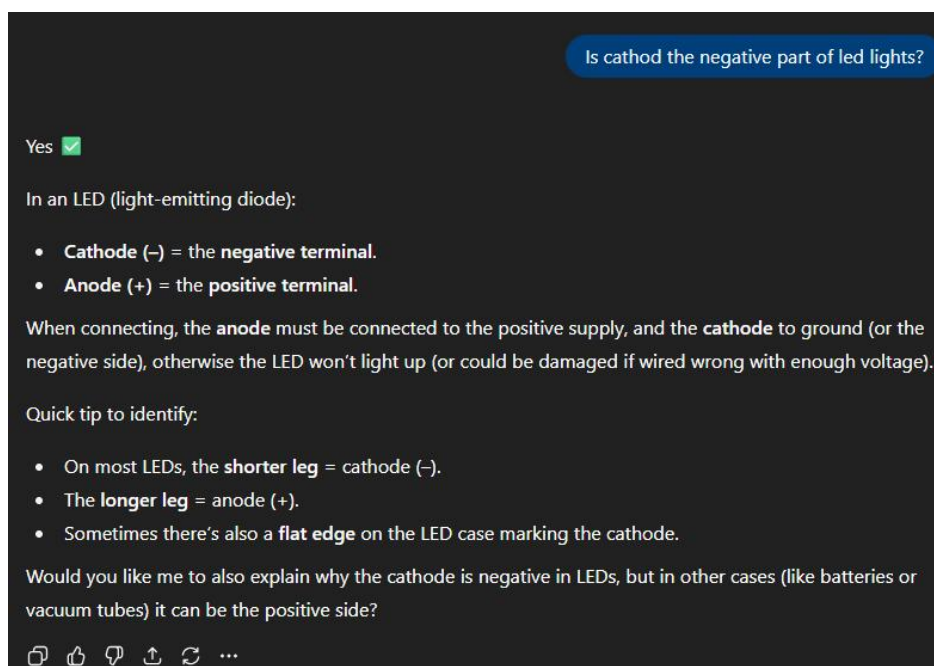 Is cathod the negative part of led lights?
Yes ✅
In an LED (light-emitting diode):
• Cathode (–) = the negative terminal.
• Anode (+) = the positive terminal.
When connecting, the anode must be connected to the positive supply, and the cathode to ground (or the
negative side), otherwise the LED won't light up (or could be damaged if wired wrong with enough voltage).
Quick tip to identify:
• On most LEDs, the shorter leg = cathode (–).
• The longer leg = anode (+).
• Sometimes there's also a flat edge on the LED case marking the cathode.
Would you like me to also explain why the cathode is negative in LEDs, but in other cases (like batteries or
vacuum tubes) it can be the positive side?